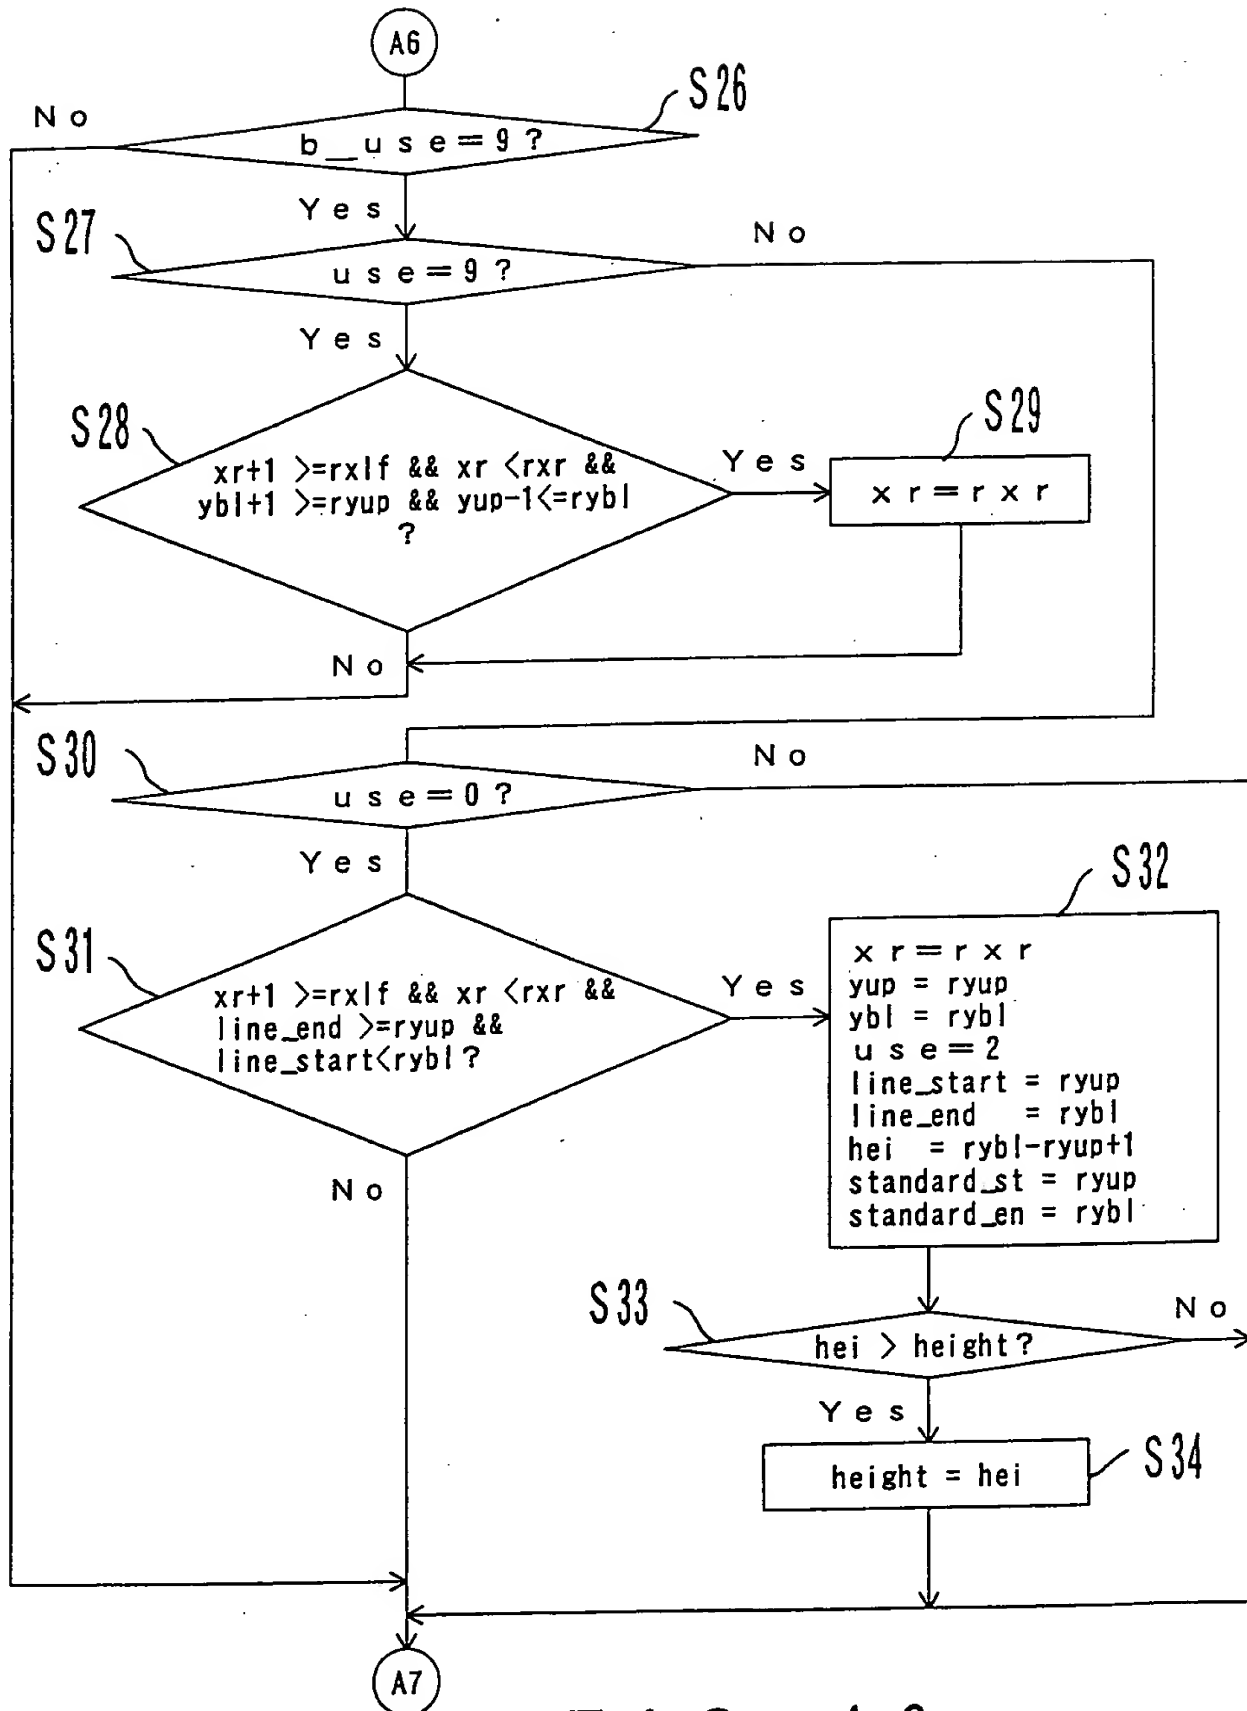 A6
S26
No
b_use=9?
Yes
S27
No
use=9?
Yes
S28
xr+1 >=rxlf && xr <rxr &&
ybl+1 >=ryup && yup-1<=rybl
?
Yes
S29
xr=rxr
No
S30
No
use=0?
Yes
S31
xr+1 >=rxlf && xr <rxr &&
line_end >=ryup &&
line_start<rybl?
Yes
S32
xr=rxr
yup = ryup
ybl = rybl
use=2
line_start = ryup
line_end = rybl
hei = rybl-ryup+1
standard_st = ryup
standard_en = rybl
No
S33
hei > height?
No
Yes
height = hei
S34
A7